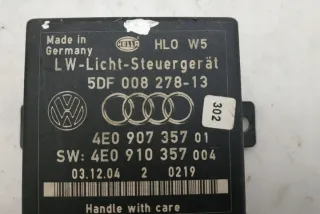 Made in HELLA HLO W5
Germany
LW-Licht-Steuergerät
5DF 008 278-13
302
4E0 907 357 01
SW: 4E0 910 357 004
03.12.04 2 0219
Handle with care